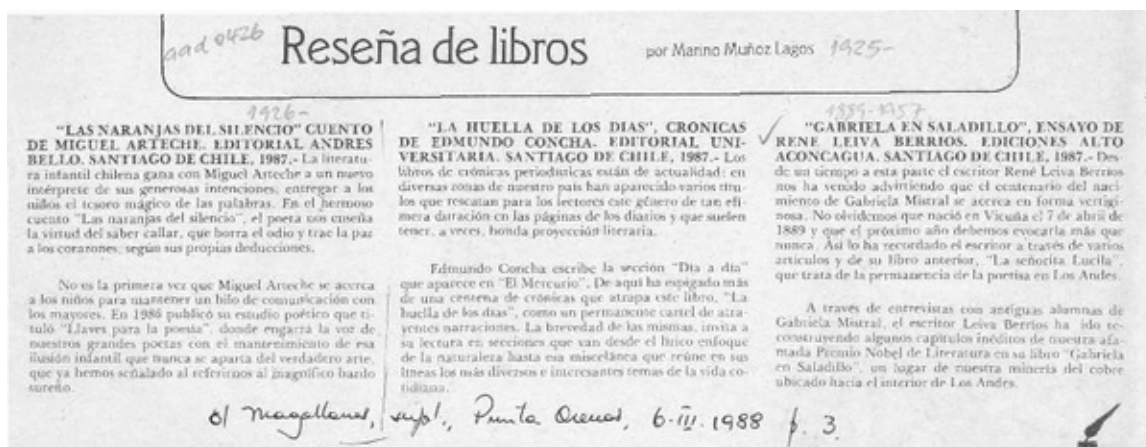 aad 0426
Reseña de libros
por Marino Muñoz Lagos 1925-
1926-
"LAS NARANJAS DEL SILENCIO" CUENTO
DE MIGUEL ARTECHE. EDITORIAL ANDRES
BELLO. SANTIAGO DE CHILE, 1987.- La literatu-
ra infantil chilena gana con Miguel Arteche a un nuevo
intérprete de sus generosas intenciones, entregar a los
niños el tesoro mágico de las palabras. En el hermoso
cuento "Las naranjas del silencio", el poeta nos enseña
la virtud del saber callar, que borra el odio y trae la paz
a los corazones, según sus propias deducciones.
No es la primera vez que Miguel Arteche se acerca
a los niños para mantener un hilo de comunicación con
los mayores. En 1986 publicó su estudio poético que ti-
tuló "Llaves para la poesía", donde engarza la voz de
nuestros grandes poetas con el mantenimiento de esa
ilusión infantil que nunca se aparta del verdadero arte,
que ya hemos señalado al referirnos al magnífico bardo
sureño.
"LA HUELLA DE LOS DIAS", CRONICAS
DE EDMUNDO CONCHA. EDITORIAL UNI-
VERSITARIA. SANTIAGO DE CHILE, 1987.- Los
libros de crónicas periodísticas están de actualidad: en
diversas zonas de nuestro país han aparecido varios títu-
los que rescatan para los lectores este género de tan efí-
mera duración en las páginas de los diarios y que suelen
tener, a veces, honda proyección literaria.
Edmundo Concha escribe la sección "Día a día"
que aparece en "El Mercurio". De aquí ha espigado más
de una centena de crónicas que atrapa este libro, "La
huella de los días", como un permanente cartel de atra-
yentes narraciones. La brevedad de las mismas, invita a
su lectura en secciones que van desde el lírico enfoque
de la naturaleza hasta esa miscelánea que reúne en sus
líneas los más diversos e interesantes temas de la vida co-
tidiana.
1889-1957
"GABRIELA EN SALADILLO", ENSAYO DE
RENE LEIVA BERRIOS. EDICIONES ALTO
ACONCAGUA. SANTIAGO DE CHILE, 1987.- Des-
de un tiempo a esta parte el escritor René Leiva Berríos
nos ha venido advirtiendo que el centenario del naci-
miento de Gabriela Mistral se acerca en forma vertigi-
nosa. No olvidemos que nació en Vicuña el 7 de abril de
1889 y que el próximo año debemos evocarla más que
nunca. Así lo ha recordado el escritor a través de varios
artículos y de su libro anterior, "La señorita Lucila",
que trata de la permanencia de la poetisa en Los Andes.
A través de entrevistas con antiguas alumnas de
Gabriela Mistral, el escritor Leiva Berríos ha ido re-
construyendo algunos capítulos inéditos de nuestra afa-
mada Premio Nobel de Literatura en su libro "Gabriela
en Saladillo", un lugar de nuestra minería del cobre
ubicado hacia el interior de Los Andes.
El Magallanes, supl., Punta Arenas, 6-III-1988 p. 3.